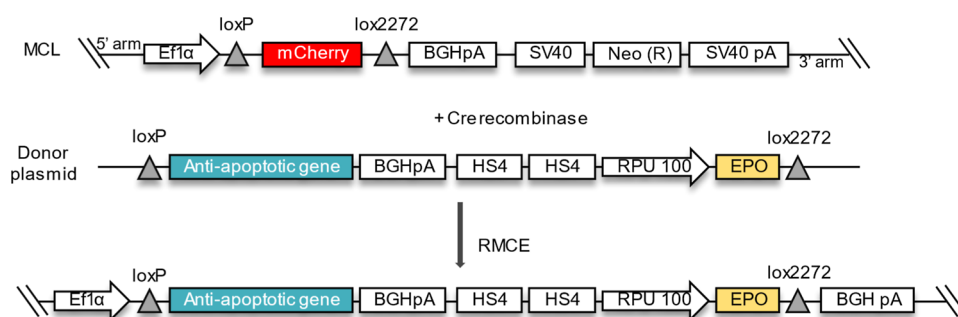 loxP lox2272
MCL 5' arm Ef1α mCherry BGHpA SV40 Neo (R) SV40 pA 3' arm
+ Cre recombinase
loxP lox2272
Donor plasmid Anti-apoptotic gene BGHpA HS4 HS4 RPU 100 EPO
RMCE
loxP lox2272
Ef1α Anti-apoptotic gene BGHpA HS4 HS4 RPU 100 EPO BGH pA